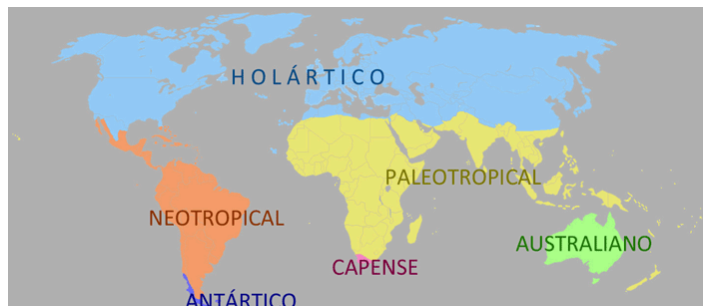 HOLÁRTICO
PALEOTROPICAL
NEOTROPICAL
AUSTRALIANO
CAPENSE
ANTÁRTICO